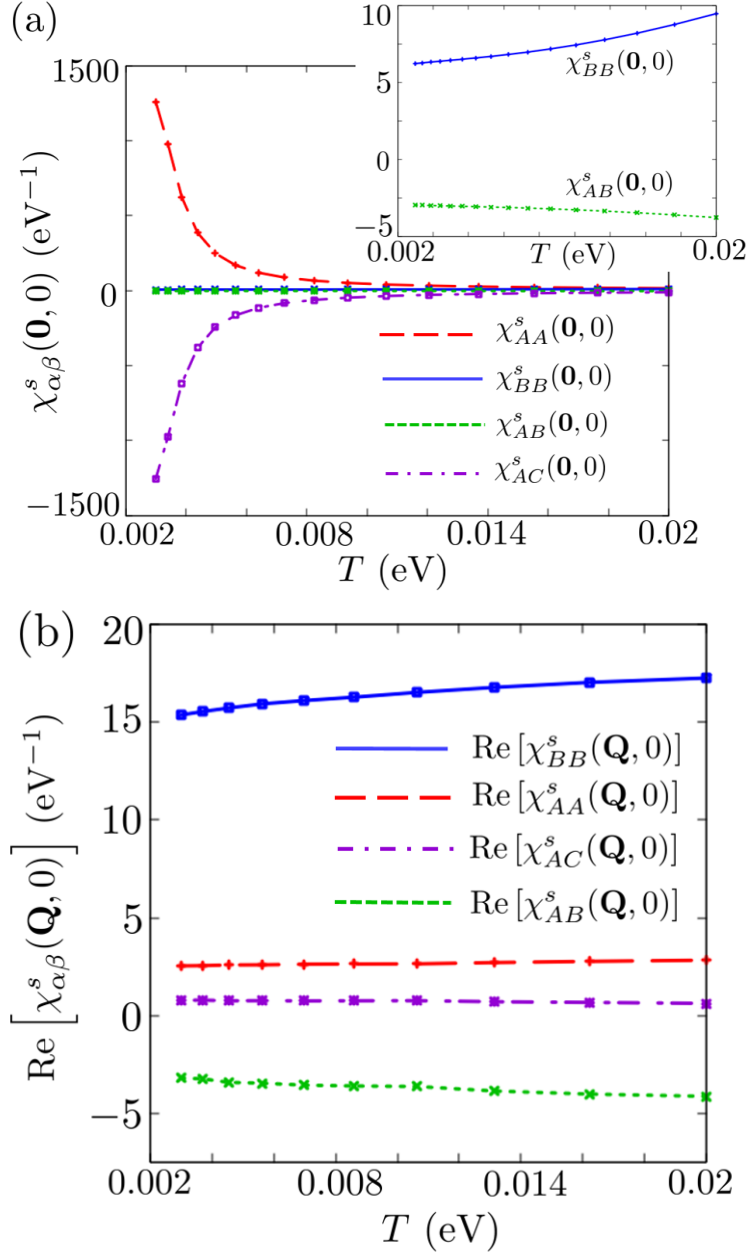 (a)
10
5
0
−5
0.002
0.02
T (eV)
χ^s_{BB}(𝟎, 0)
χ^s_{AB}(𝟎, 0)
1500
0
−1500
χ^s_{αβ}(𝟎, 0) (eV^{−1})
χ^s_{AA}(𝟎, 0)
χ^s_{BB}(𝟎, 0)
χ^s_{AB}(𝟎, 0)
χ^s_{AC}(𝟎, 0)
0.002 0.008 0.014 0.02
T (eV)
(b)
20
15
10
5
0
−5
Re [χ^s_{αβ}(𝐐, 0)] (eV^{−1})
Re [χ^s_{BB}(𝐐, 0)]
Re [χ^s_{AA}(𝐐, 0)]
Re [χ^s_{AC}(𝐐, 0)]
Re [χ^s_{AB}(𝐐, 0)]
0.002 0.008 0.014 0.02
T (eV)